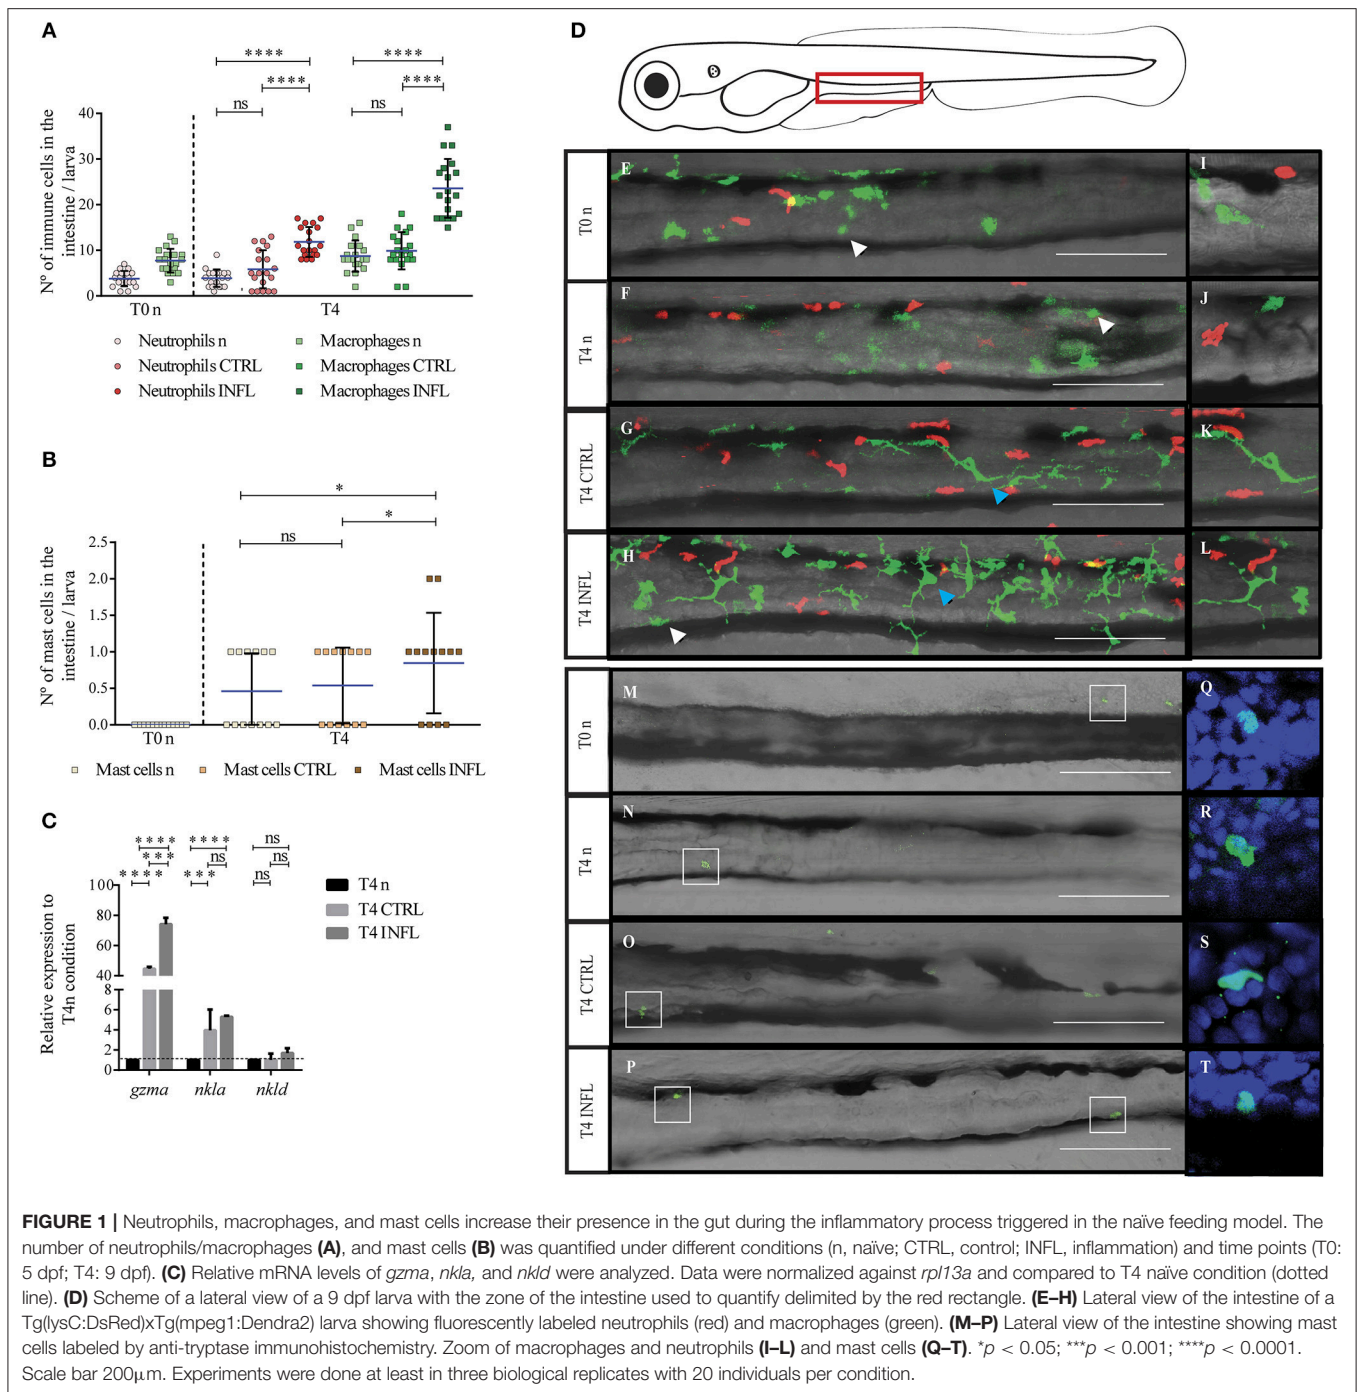 A
****
****
****
****
ns
ns
Nº of immune cells in the
intestine / larva
40
30
20
10
0
T0 n
T4
Neutrophils n
Macrophages n
Neutrophils CTRL
Macrophages CTRL
Neutrophils INFL
Macrophages INFL
B
*
*
ns
Nº of mast cells in the
intestine / larva
2.5
2.0
1.5
1.0
0.5
0.0
T0 n
T4
Mast cells n
Mast cells CTRL
Mast cells INFL
C
****
****
ns
***
ns
ns
****
***
ns
Relative expression to
T4n condition
100
80
60
40
8
6
4
2
0
gzma
nkla
nkld
T4 n
T4 CTRL
T4 INFL
D
T0 n
E
I
T4 n
F
J
T4 CTRL
G
K
T4 INFL
H
L
T0 n
M
Q
T4 n
N
R
T4 CTRL
O
S
T4 INFL
P
T
FIGURE 1 | Neutrophils, macrophages, and mast cells increase their presence in the gut during the inflammatory process triggered in the naïve feeding model. The
number of neutrophils/macrophages (A), and mast cells (B) was quantified under different conditions (n, naïve; CTRL, control; INFL, inflammation) and time points (T0:
5 dpf; T4: 9 dpf). (C) Relative mRNA levels of gzma, nkla, and nkld were analyzed. Data were normalized against rpl13a and compared to T4 naïve condition (dotted
line). (D) Scheme of a lateral view of a 9 dpf larva with the zone of the intestine used to quantify delimited by the red rectangle. (E–H) Lateral view of the intestine of a
Tg(lysC:DsRed)xTg(mpeg1:Dendra2) larva showing fluorescently labeled neutrophils (red) and macrophages (green). (M–P) Lateral view of the intestine showing mast
cells labeled by anti-tryptase immunohistochemistry. Zoom of macrophages and neutrophils (I–L) and mast cells (Q–T). *p < 0.05; ***p < 0.001; ****p < 0.0001.
Scale bar 200μm. Experiments were done at least in three biological replicates with 20 individuals per condition.